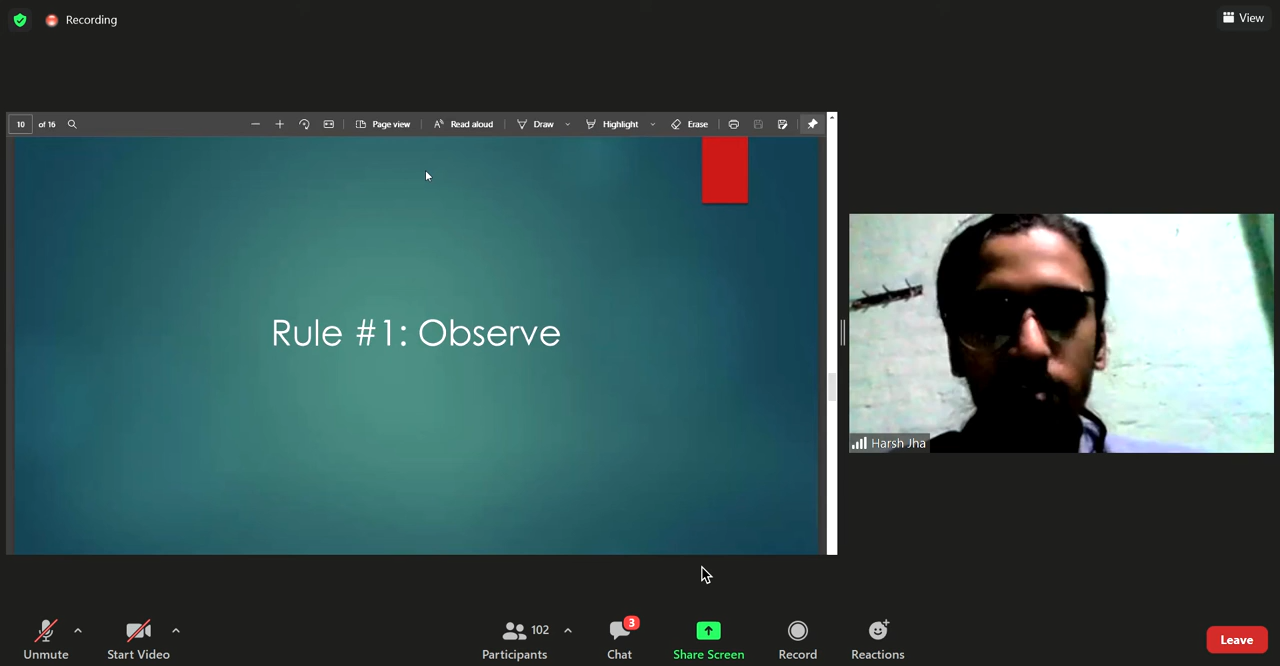 Recording
View
10 of 16 Page view Read aloud Draw Highlight Erase
Rule #1: Observe
Harsh Jha
102
3
Unmute Start Video Participants Chat Share Screen Record Reactions
Leave